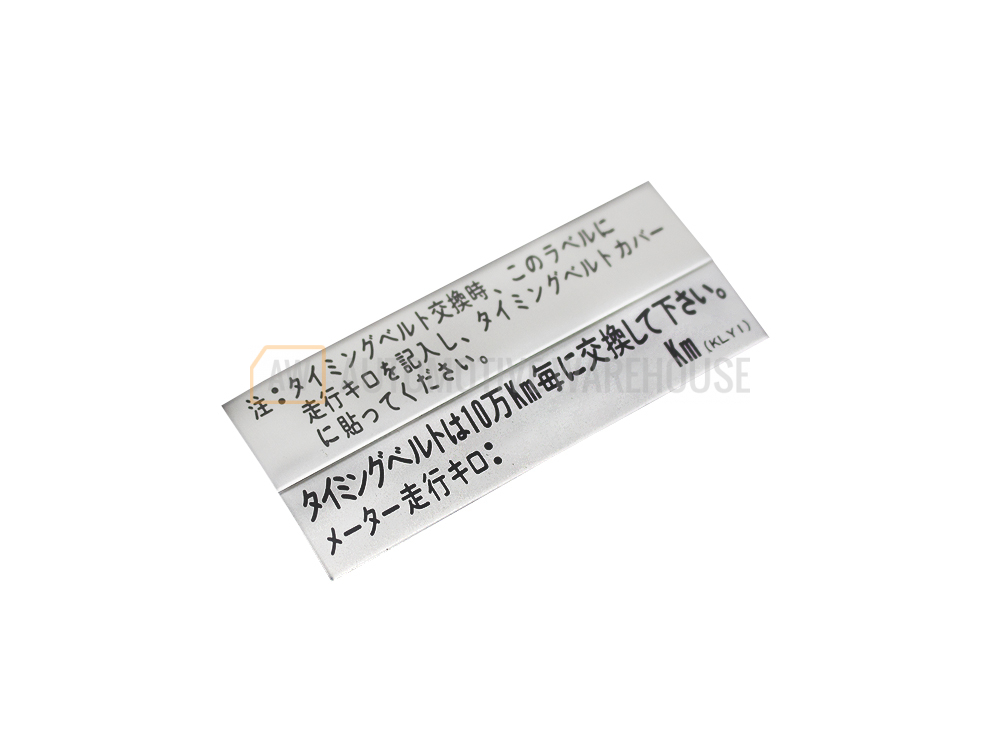 注：タイミングベルト交換時、このラベルに
走行キロを記入し、タイミングベルトカバー
に貼ってください。
タイミングベルトは10万Km毎に交換して下さい。
メーター走行キロ： Km (KLY1)
AW AUTOMOTIVE WAREHOUSE